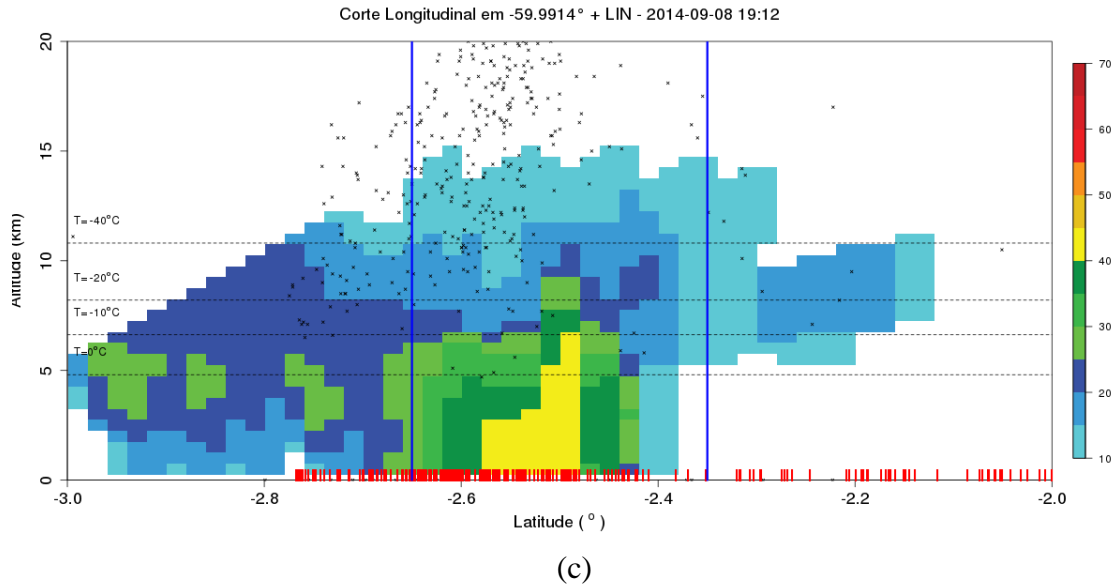 Corte Longitudinal em -59.9914° + LIN - 2014-09-08 19:12
20
15
10
5
0
Altitude (km)
T= -40°C
T= -20°C
T= -10°C
T=0°C
-3.0
-2.8
-2.6
-2.4
-2.2
-2.0
Latitude ( ° )
70
60
50
40
30
20
10
(c)